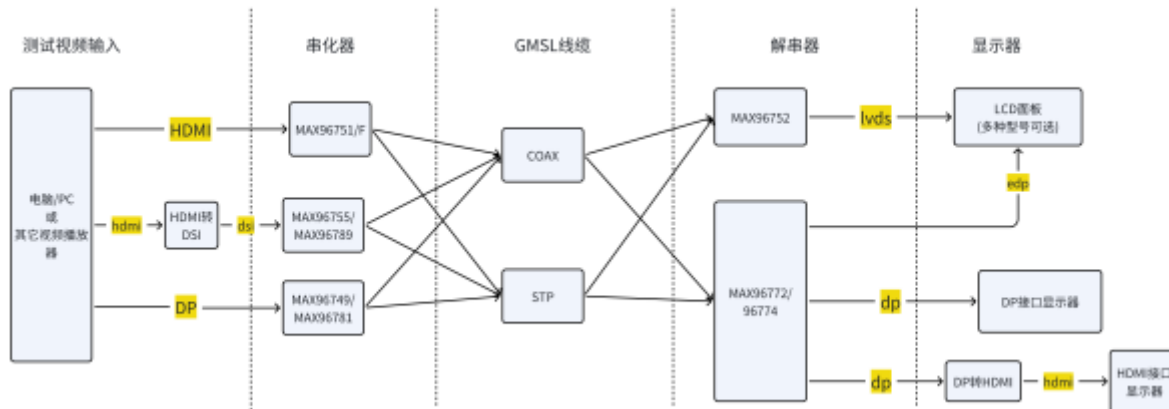 测试视频输入
串化器
GMSL线缆
解串器
显示器
电脑/PC
或
其它视频播放
器
HDMI
hdmi
HDMI转
DSI
dsi
DP
MAX96751/F
MAX96755/
MAX96789
MAX96749/
MAX96781
COAX
STP
MAX96752
MAX96772/
96774
lvds
LCD面板
(多种型号可选)
edp
dp
DP接口显示器
dp
DP转HDMI
hdmi
HDMI接口
显示器